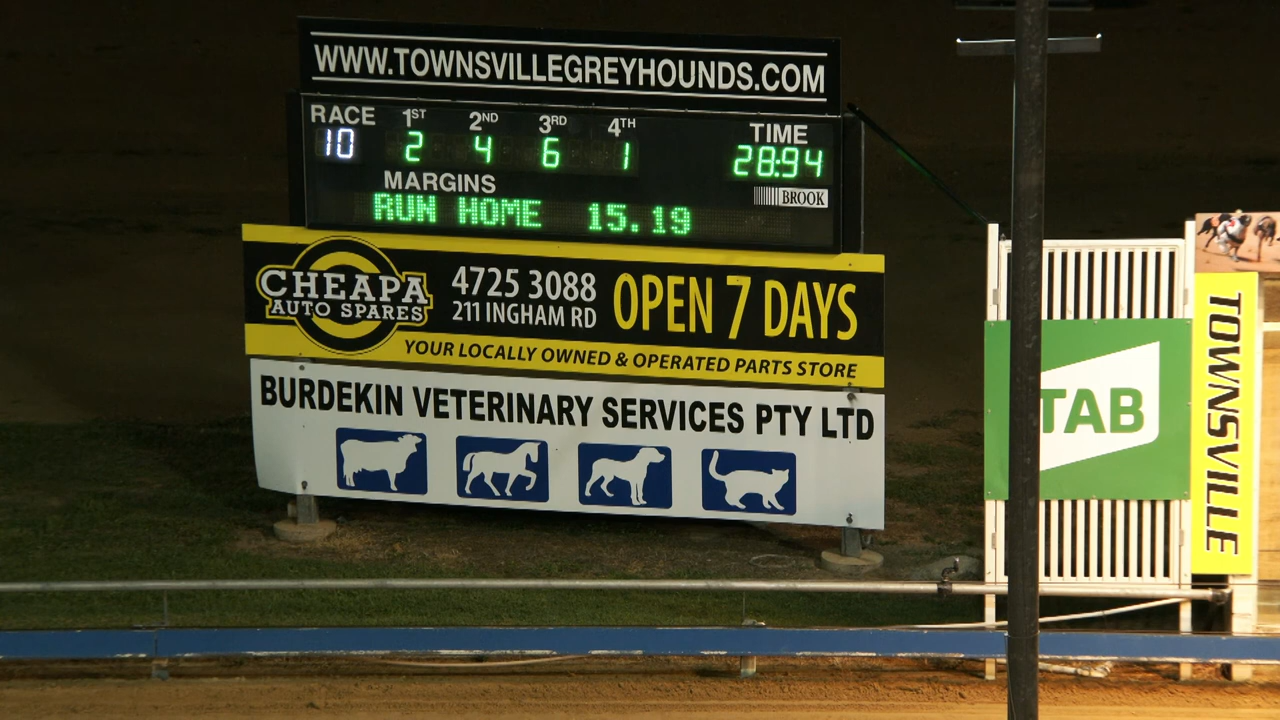 WWW.TOWNSVILLEGREYHOUNDS.COM
RACE 1ST 2ND 3RD 4TH TIME
10 2 4 6 1 28:94
MARGINS
BROOK
RUN HOME 15.19
CHEAPA
AUTO SPARES
4725 3088
211 INGHAM RD
OPEN 7 DAYS
YOUR LOCALLY OWNED & OPERATED PARTS STORE
BURDEKIN VETERINARY SERVICES PTY LTD
TAB
TOWNSVILLE